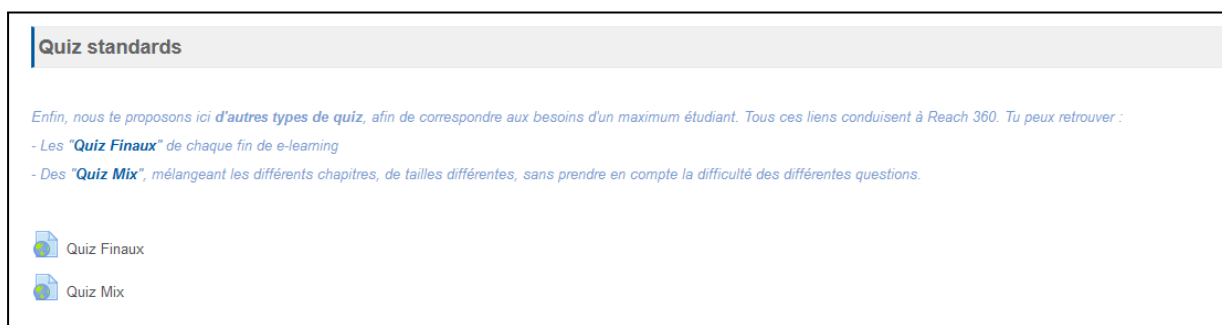 Quiz standards
Enfin, nous te proposons ici d'autres types de quiz, afin de correspondre aux besoins d'un maximum étudiant. Tous ces liens conduisent à Reach 360. Tu peux retrouver :
- Les "Quiz Finaux" de chaque fin de e-learning
- Des "Quiz Mix", mélangeant les différents chapitres, de tailles différentes, sans prendre en compte la difficulté des différentes questions.
Quiz Finaux
Quiz Mix